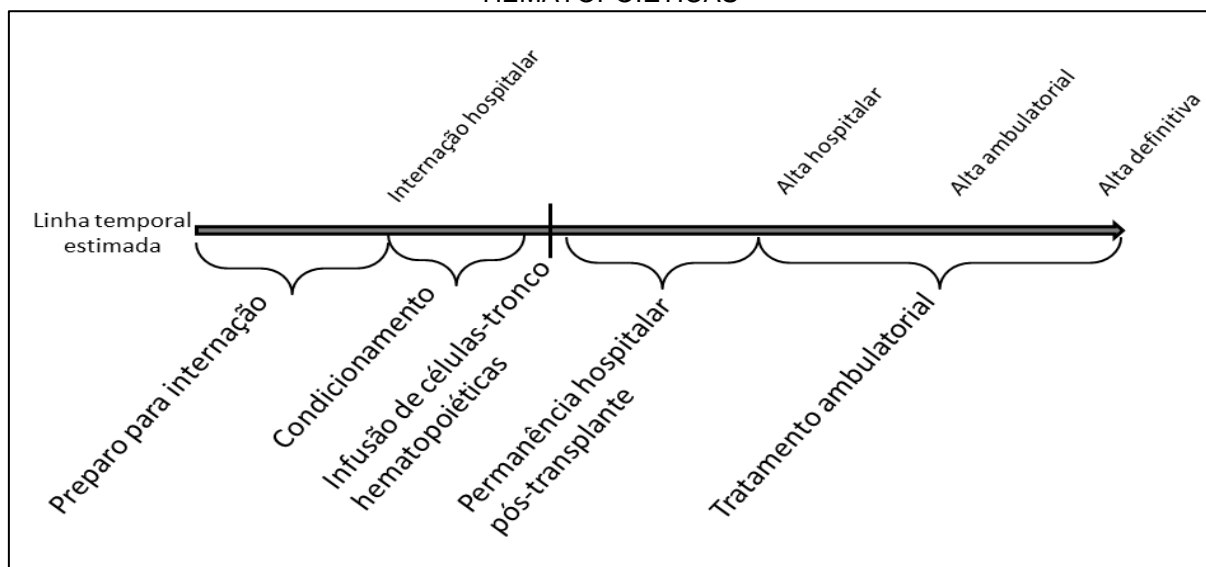 HEMATOPOIÉTICAS
Internação hospitalar
Alta hospitalar
Alta ambulatorial
Alta definitiva
Linha temporal
estimada
Preparo para internação
Condicionamento
Infusão de células-tronco
hematopoiéticas
Permanência hospitalar
pós-transplante
Tratamento ambulatorial